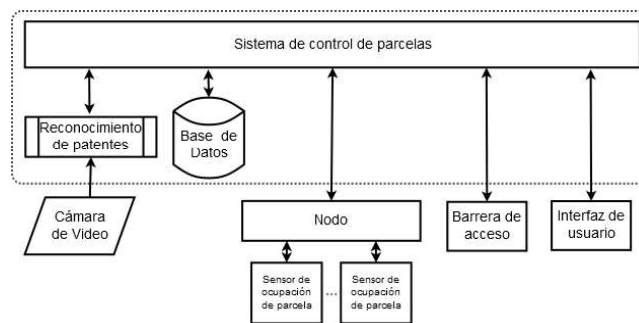 Sistema de control de parcelas
Reconocimiento
de patentes
Base de
Datos
Cámara
de Video
Nodo
Barrera de
acceso
Interfaz de
usuario
Sensor de
ocupación
de parcela
...
Sensor de
ocupación
de parcela